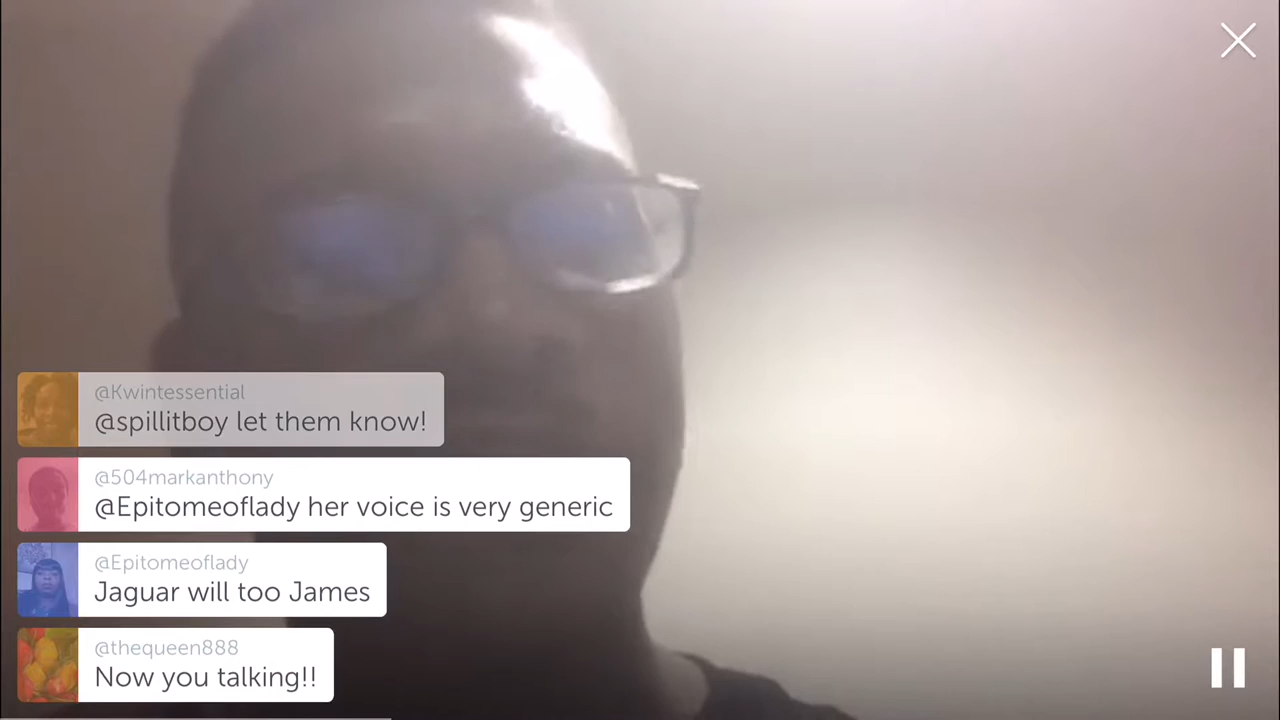 @Kwintessential
@spillitboy let them know!
@504markanthony
@Epitomeoflady her voice is very generic
@Epitomeoflady
Jaguar will too James
@thequeen888
Now you talking!!